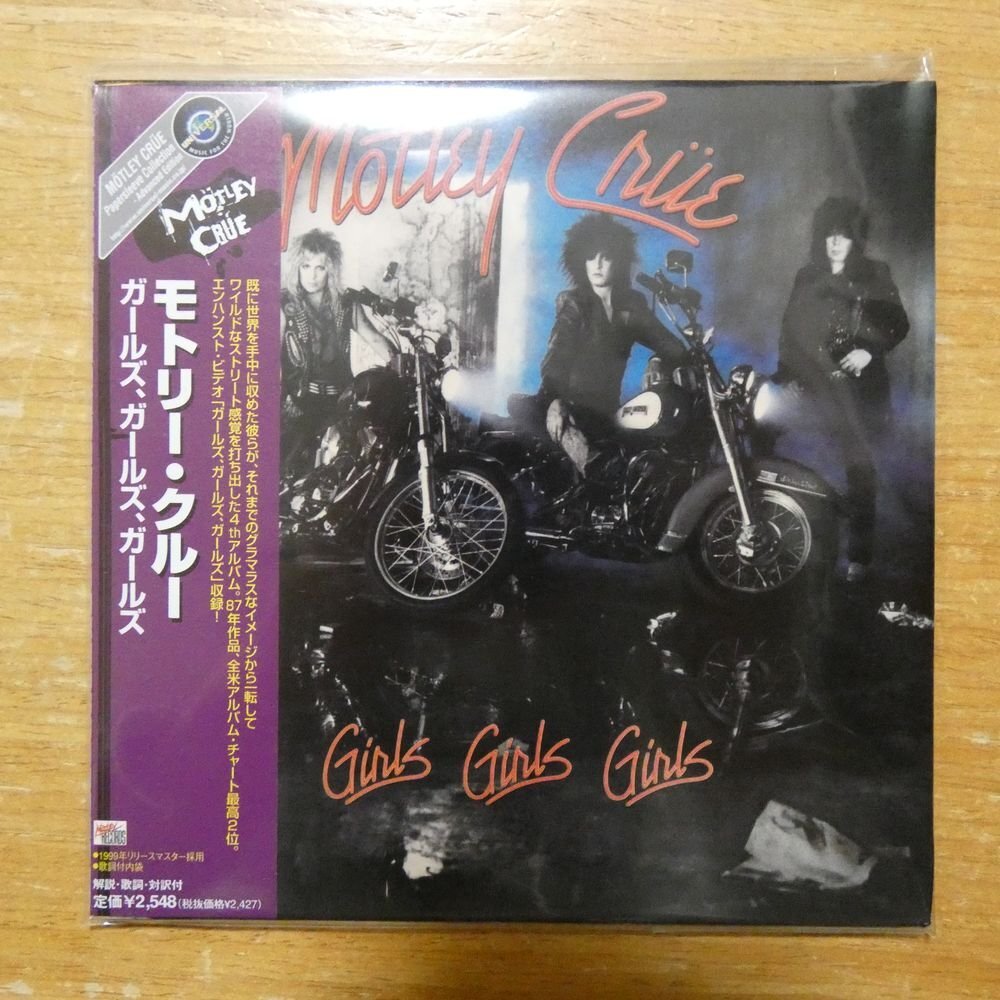 MÖTLEY CRÜE
Papersleeve Collection
- Advanced Edition -
UNIVERSAL
MÖTLEY
CRÜE
Mötley Crüe
モトリー・クルー
ガールズ、ガールズ、ガールズ
既に世界を手中に収めた彼らが、それまでのグラマラスなイメージから一転して
ワイルドなストリート感覚を打ち出した4thアルバム。87年作品、全米アルバム・チャート最高2位。
エンハンスト・ビデオ「ガールズ、ガールズ、ガールズ」収録！
Girls Girls Girls
Mötley
RECORDS
●1999年リリースマスター採用
●歌詞付内袋
解説・歌詞・対訳付
定価¥2,548(税抜価格¥2,427)